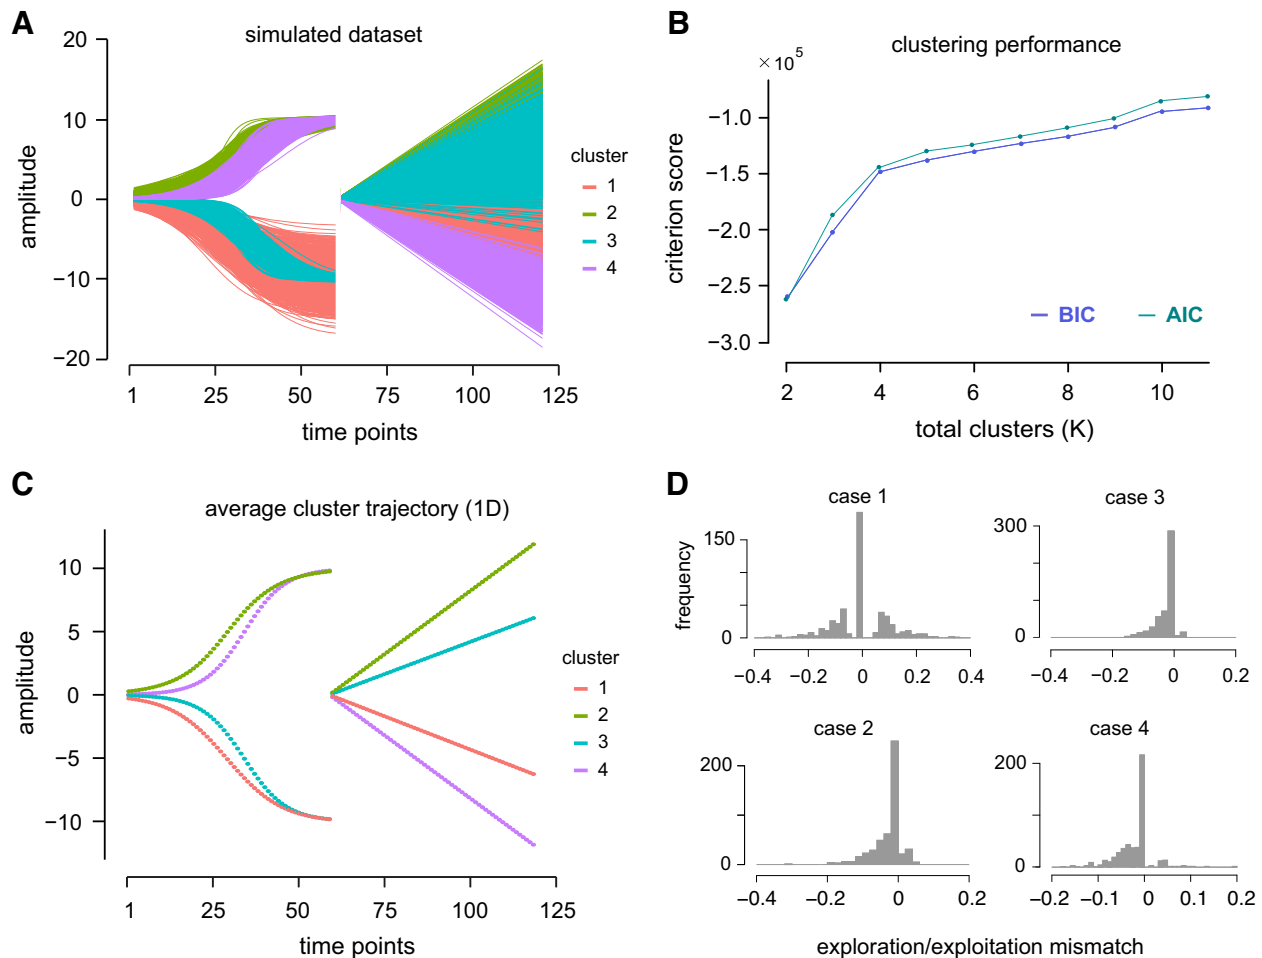 A
simulated dataset
20
10
0
−10
−20
amplitude
1 25 50 75 100 125
time points
cluster
1
2
3
4
B
clustering performance
×10⁵
−1.0
−1.5
−2.0
−2.5
−3.0
criterion score
BIC AIC
2 4 6 8 10
total clusters (K)
C
average cluster trajectory (1D)
10
5
0
−5
−10
amplitude
1 25 50 75 100 125
time points
cluster
1
2
3
4
D
case 1
150
0
frequency
−0.4 −0.2 0 0.2 0.4
case 3
300
0
−0.4 −0.2 0 0.2
case 2
200
0
−0.4 −0.2 0 0.2
case 4
200
0
−0.2 −0.1 0 0.1 0.2
exploration/exploitation mismatch